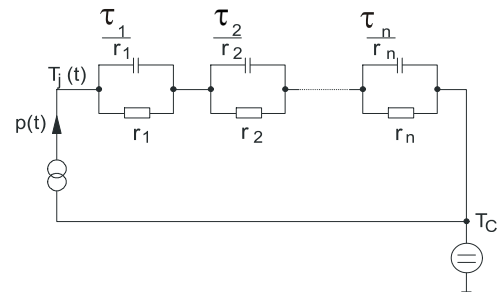 τ1 τ2 τn
r1 r2 rn
Tj (t)
p(t)
r1 r2 rn
TC